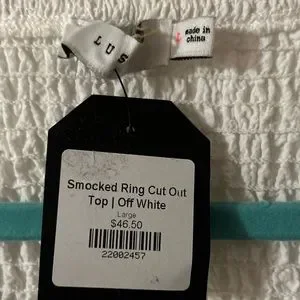 LUS
made in
china
Smocked Ring Cut Out
Top | Off White
Large
$46.50
22002457